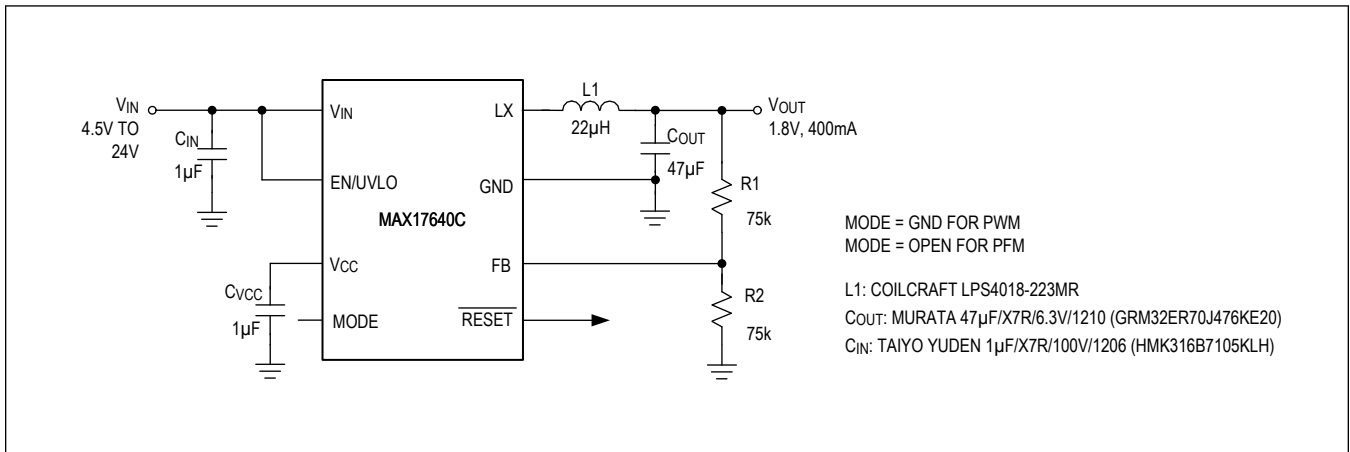 VIN
4.5V TO
24V
CIN
1µF
VIN
EN/UVLO
MAX17640C
VCC
MODE
CVCC
1µF
LX
GND
FB
RESET
L1
22µH
COUT
47µF
VOUT
1.8V, 400mA
R1
75k
R2
75k
MODE = GND FOR PWM
MODE = OPEN FOR PFM
L1: COILCRAFT LPS4018-223MR
COUT: MURATA 47µF/X7R/6.3V/1210 (GRM32ER70J476KE20)
CIN: TAIYO YUDEN 1µF/X7R/100V/1206 (HMK316B7105KLH)